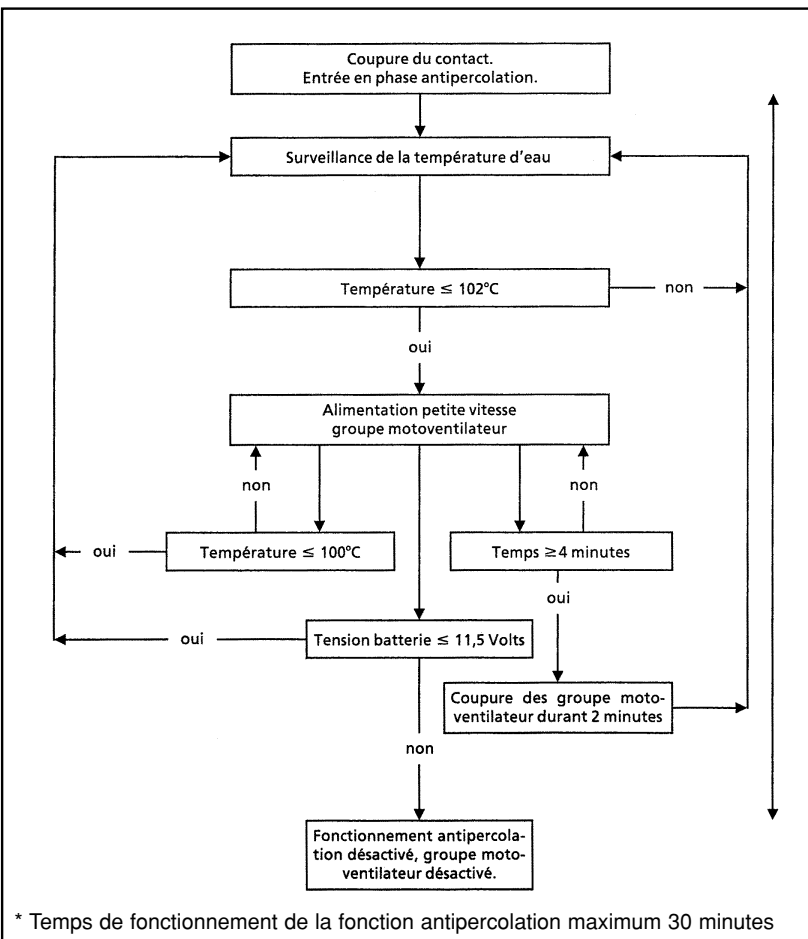 Coupure du contact.
Entrée en phase antipercolation.
Surveillance de la température d'eau
Température ≤ 102°C
non
oui
Alimentation petite vitesse
groupe motoventilateur
non
non
oui
Température ≤ 100°C
Temps ≥4 minutes
oui
oui
Tension batterie ≤ 11,5 Volts
Coupure des groupe moto-
ventilateur durant 2 minutes
non
Fonctionnement antipercola-
tion désactivé, groupe moto-
ventilateur désactivé.
* Temps de fonctionnement de la fonction antipercolation maximum 30 minutes